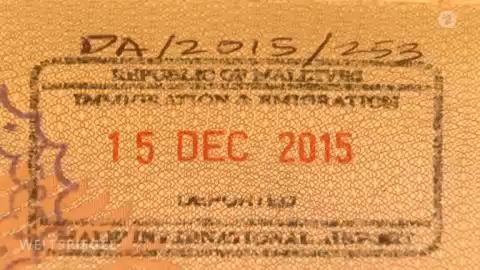 DA/2015/253
REPUBLIC OF MALDIVES
IMMIGRATION & EMIGRATION
15 DEC 2015
DEPORTED
MALE' INTERNATIONAL AIRPORT
WELTSPIEGEL